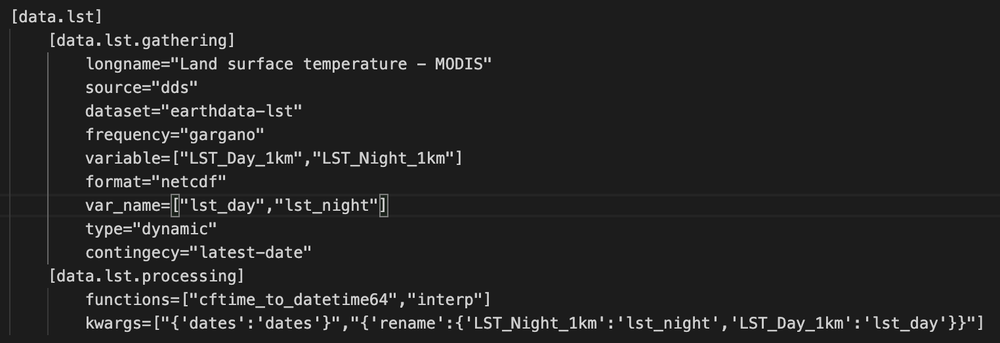 [data.lst]
[data.lst.gathering]
longname="Land surface temperature - MODIS"
source="dds"
dataset="earthdata-lst"
frequency="gargano"
variable=["LST_Day_1km","LST_Night_1km"]
format="netcdf"
var_name=["lst_day","lst_night"]
type="dynamic"
contingecy="latest-date"
[data.lst.processing]
functions=["cftime_to_datetime64","interp"]
kwargs=["{'dates':'dates'}","{'rename':{'LST_Night_1km':'lst_night','LST_Day_1km':'lst_day'}}"]